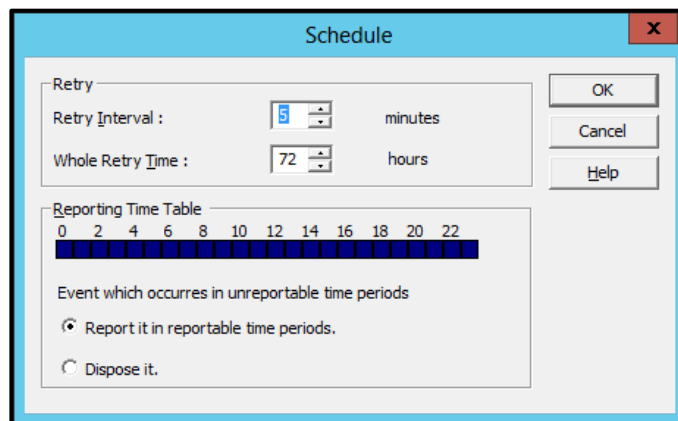 Schedule
x
Retry
Retry Interval : 5 minutes
Whole Retry Time : 72 hours
OK
Cancel
Help
Reporting Time Table
0 2 4 6 8 10 12 14 16 18 20 22
Event which occurres in unreportable time periods
Report it in reportable time periods.
Dispose it.